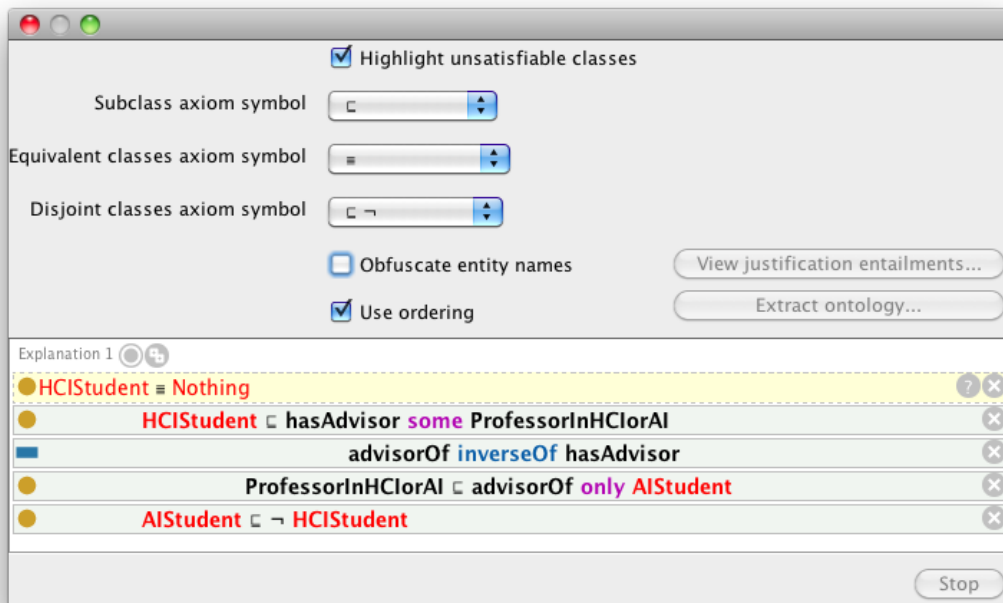 Highlight unsatisfiable classes
Subclass axiom symbol ⊏
Equivalent classes axiom symbol ≡
Disjoint classes axiom symbol ⊏ ¬
Obfuscate entity names View justification entailments...
Use ordering Extract ontology...
Explanation 1
HCIStudent ≡ Nothing ?
HCIStudent ⊏ hasAdvisor some ProfessorInHCIorAI
advisorOf inverseOf hasAdvisor
ProfessorInHCIorAI ⊏ advisorOf only AIStudent
AIStudent ⊏ ¬ HCIStudent
Stop